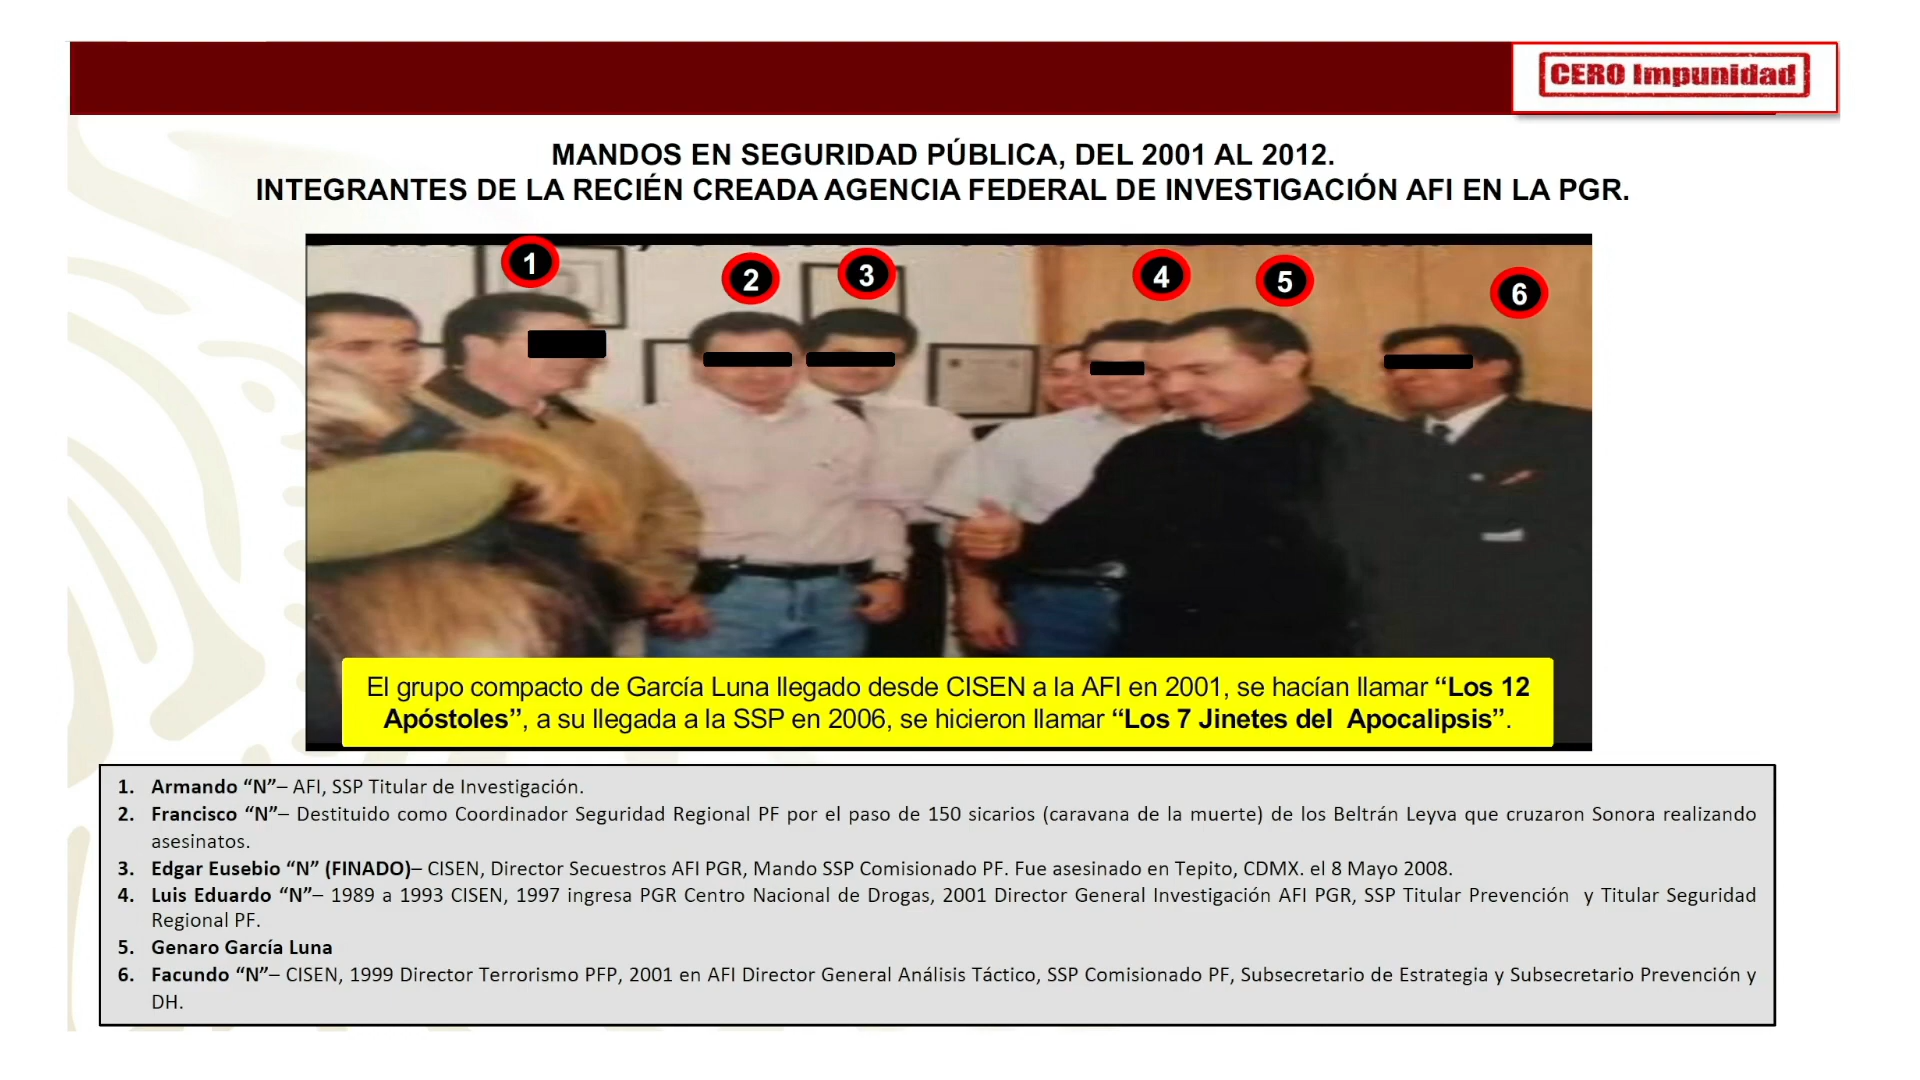 CERO Impunidad
MANDOS EN SEGURIDAD PÚBLICA, DEL 2001 AL 2012.
INTEGRANTES DE LA RECIÉN CREADA AGENCIA FEDERAL DE INVESTIGACIÓN AFI EN LA PGR.
1
2
3
4
5
6
El grupo compacto de García Luna llegado desde CISEN a la AFI en 2001, se hacían llamar “Los 12
Apóstoles”, a su llegada a la SSP en 2006, se hicieron llamar “Los 7 Jinetes del Apocalipsis”.
1. Armando “N”– AFI, SSP Titular de Investigación.
2. Francisco “N”– Destituido como Coordinador Seguridad Regional PF por el paso de 150 sicarios (caravana de la muerte) de los Beltrán Leyva que cruzaron Sonora realizando
asesinatos.
3. Edgar Eusebio “N” (FINADO)– CISEN, Director Secuestros AFI PGR, Mando SSP Comisionado PF. Fue asesinado en Tepito, CDMX. el 8 Mayo 2008.
4. Luis Eduardo “N”– 1989 a 1993 CISEN, 1997 ingresa PGR Centro Nacional de Drogas, 2001 Director General Investigación AFI PGR, SSP Titular Prevención y Titular Seguridad
Regional PF.
5. Genaro García Luna
6. Facundo “N”– CISEN, 1999 Director Terrorismo PFP, 2001 en AFI Director General Análisis Táctico, SSP Comisionado PF, Subsecretario de Estrategia y Subsecretario Prevención y
DH.